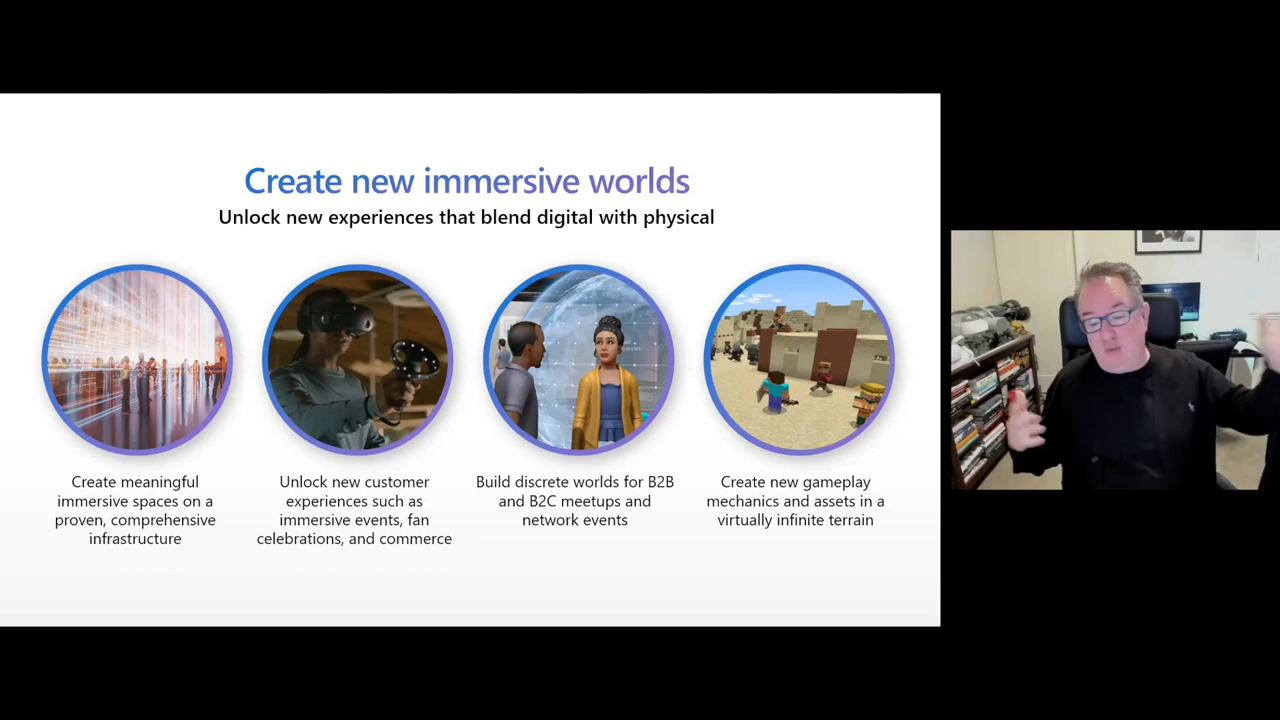 Create new immersive worlds
Unlock new experiences that blend digital with physical
Create meaningful
immersive spaces on a
proven, comprehensive
infrastructure
Unlock new customer
experiences such as
immersive events, fan
celebrations, and commerce
Build discrete worlds for B2B
and B2C meetups and
network events
Create new gameplay
mechanics and assets in a
virtually infinite terrain